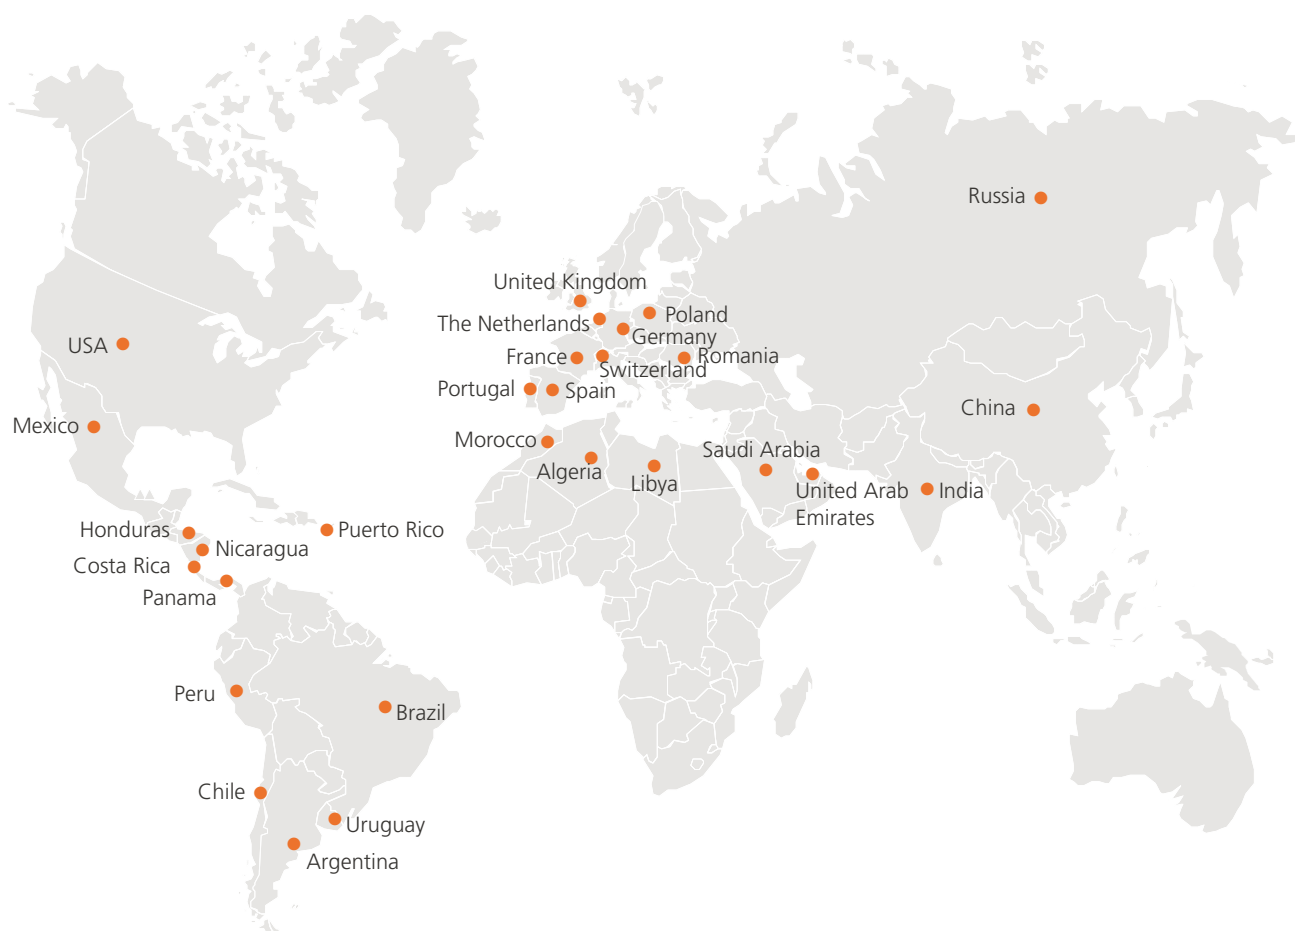 Russia
United Kingdom
Poland
The Netherlands
Germany
USA
France
Romania
Switzerland
Portugal
Spain
China
Mexico
Morocco
Saudi Arabia
Algeria
Libya
United Arab
Emirates
India
Honduras
Puerto Rico
Nicaragua
Costa Rica
Panama
Peru
Brazil
Chile
Uruguay
Argentina